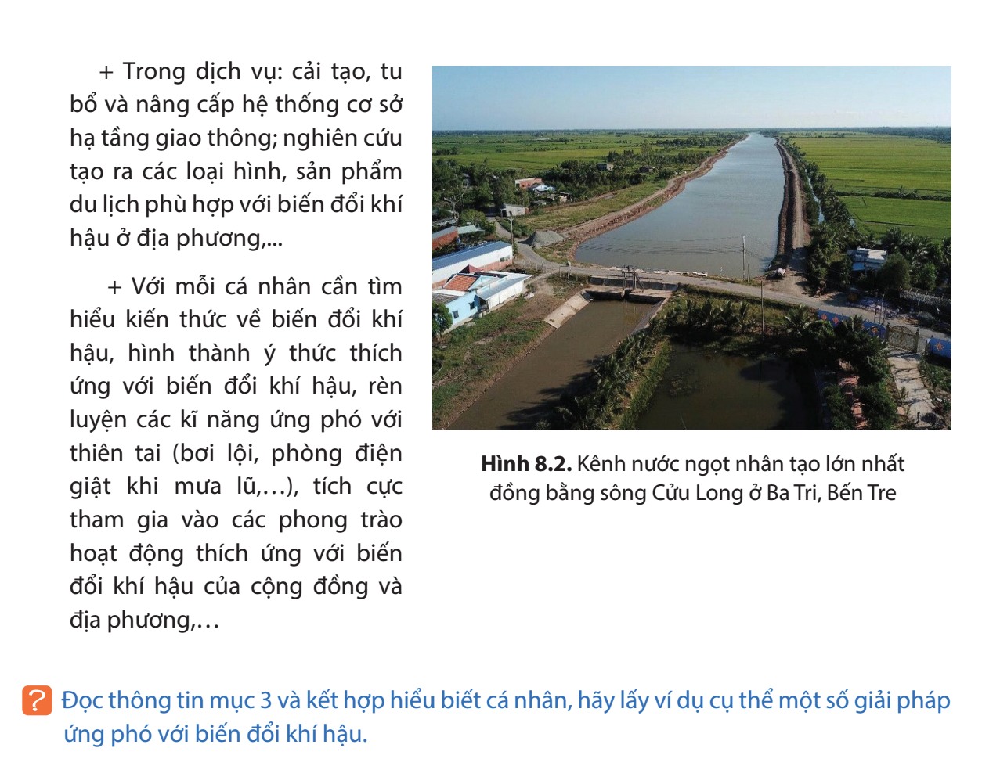 + Trong dịch vụ: cải tạo, tu
bổ và nâng cấp hệ thống cơ sở
hạ tầng giao thông; nghiên cứu
tạo ra các loại hình, sản phẩm
du lịch phù hợp với biến đổi khí
hậu ở địa phương,...
+ Với mỗi cá nhân cần tìm
hiểu kiến thức về biến đổi khí
hậu, hình thành ý thức thích
ứng với biến đổi khí hậu, rèn
luyện các kĩ năng ứng phó với
thiên tai (bơi lội, phòng điện
giật khi mưa lũ,…), tích cực
tham gia vào các phong trào
hoạt động thích ứng với biến
đổi khí hậu của cộng đồng và
địa phương,…
Hình 8.2. Kênh nước ngọt nhân tạo lớn nhất
đồng bằng sông Cửu Long ở Ba Tri, Bến Tre
? Đọc thông tin mục 3 và kết hợp hiểu biết cá nhân, hãy lấy ví dụ cụ thể một số giải pháp
ứng phó với biến đổi khí hậu.